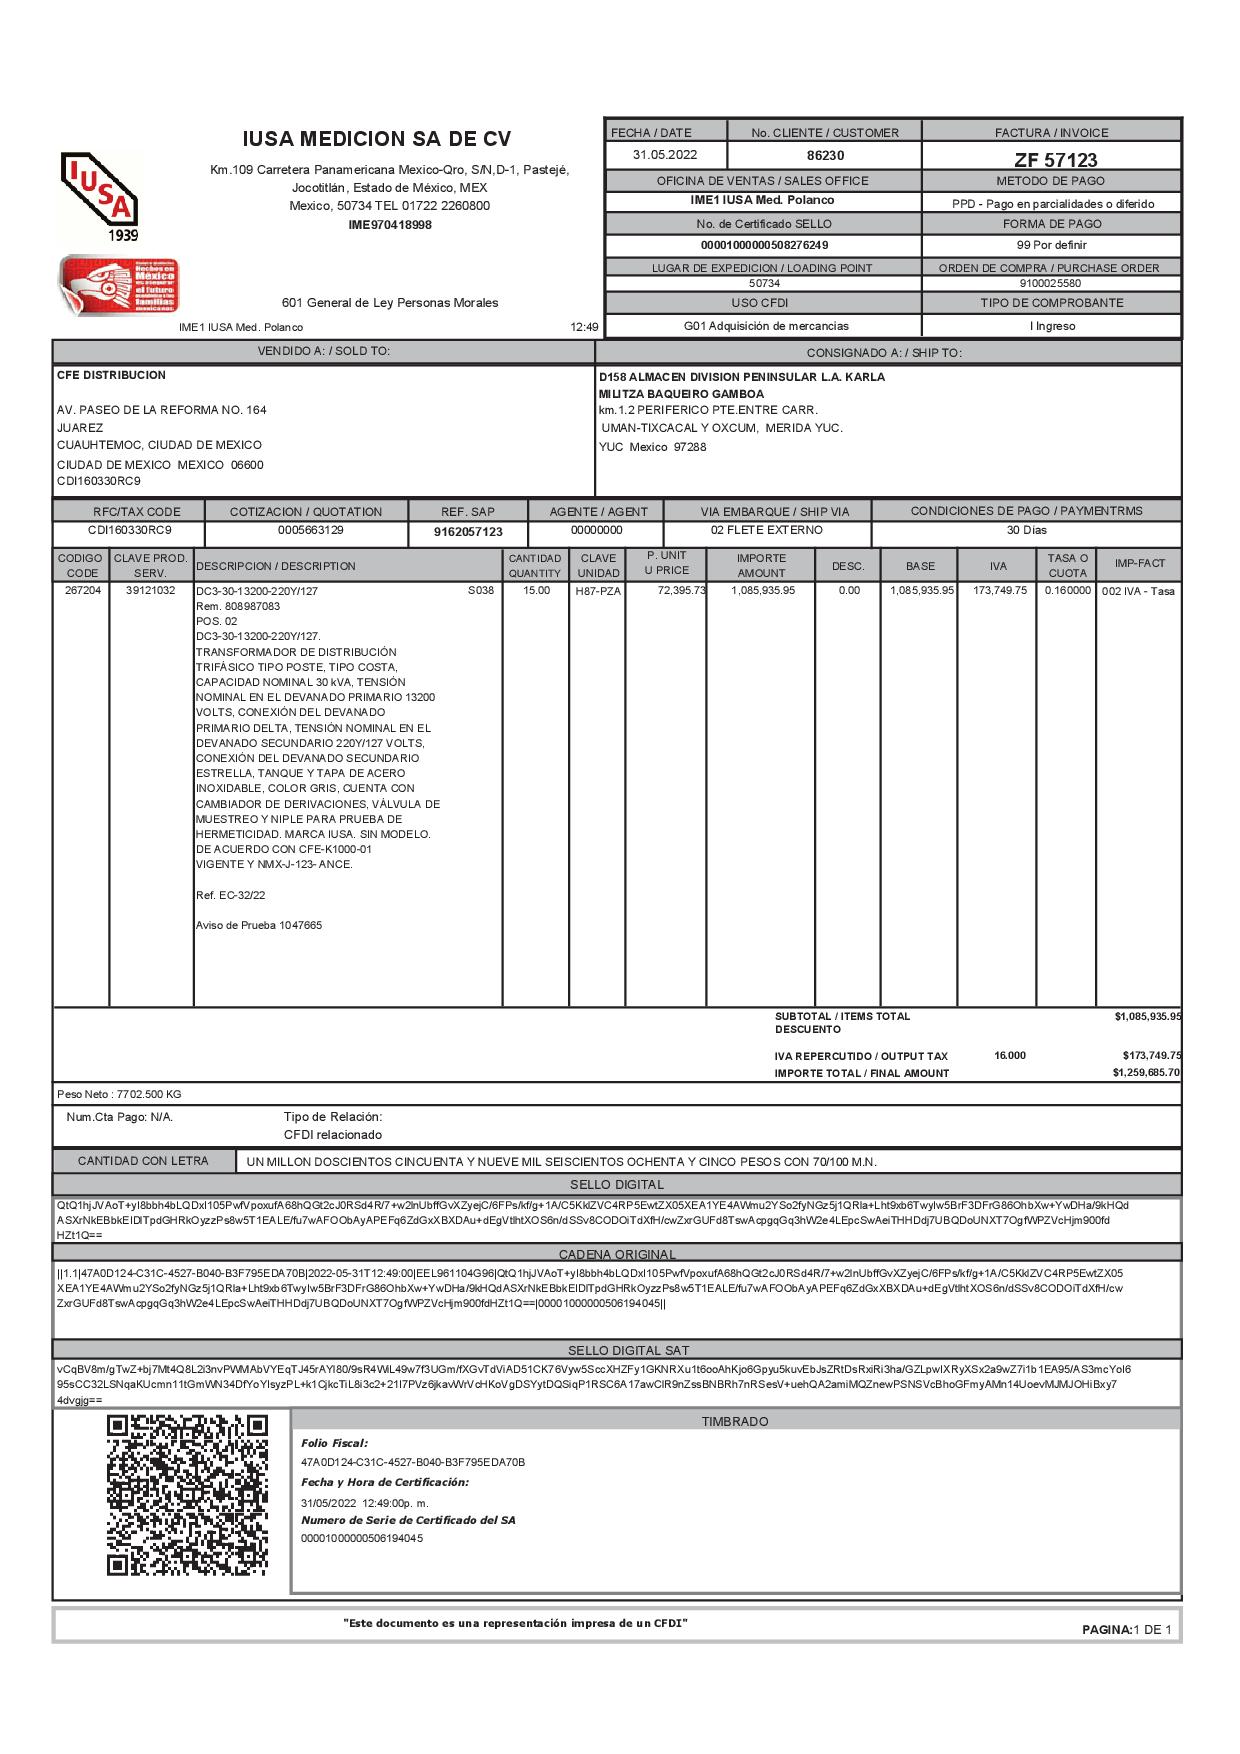 IUSA MEDICION SA DE CV
Km.109 Carretera Panamericana Mexico-Qro, S/N,D-1, Pastejé,
Jocotitlán, Estado de México, MEX
Mexico, 50734 TEL 01722 2260800
IME970418998
IUSA
1939
Hechos en
México
601 General de Ley Personas Morales
IME1 IUSA Med. Polanco 12:49
FECHA / DATE No. CLIENTE / CUSTOMER FACTURA / INVOICE
31.05.2022 86230 ZF 57123
OFICINA DE VENTAS / SALES OFFICE METODO DE PAGO
IME1 IUSA Med. Polanco PPD - Pago en parcialidades o diferido
No. de Certificado SELLO FORMA DE PAGO
00001000000508276249 99 Por definir
LUGAR DE EXPEDICION / LOADING POINT ORDEN DE COMPRA / PURCHASE ORDER
50734 9100025580
USO CFDI TIPO DE COMPROBANTE
G01 Adquisición de mercancias I Ingreso
VENDIDO A: / SOLD TO: CONSIGNADO A: / SHIP TO:
CFE DISTRIBUCION
AV. PASEO DE LA REFORMA NO. 164
JUAREZ
CUAUHTEMOC, CIUDAD DE MEXICO
CIUDAD DE MEXICO MEXICO 06600
CDI160330RC9
D158 ALMACEN DIVISION PENINSULAR L.A. KARLA
MILITZA BAQUEIRO GAMBOA
km.1.2 PERIFERICO PTE.ENTRE CARR.
UMAN-TIXCACAL Y OXCUM, MERIDA YUC.
YUC Mexico 97288
RFC/TAX CODE COTIZACION / QUOTATION REF. SAP AGENTE / AGENT VIA EMBARQUE / SHIP VIA CONDICIONES DE PAGO / PAYMENTRMS
CDI160330RC9 0005663129 9162057123 00000000 02 FLETE EXTERNO 30 Días
CODIGO CODE CLAVE PROD. SERV. DESCRIPCION / DESCRIPTION CANTIDAD QUANTITY CLAVE UNIDAD P. UNIT U PRICE IMPORTE AMOUNT DESC. BASE IVA TASA O CUOTA IMP-FACT
267204 39121032 DC3-30-13200-220Y/127 S038 15.00 H87-PZA 72,395.73 1,085,935.95 0.00 1,085,935.95 173,749.75 0.160000 002 IVA - Tasa
Rem. 808987083
POS. 02
DC3-30-13200-220Y/127.
TRANSFORMADOR DE DISTRIBUCIÓN
TRIFÁSICO TIPO POSTE, TIPO COSTA,
CAPACIDAD NOMINAL 30 kVA, TENSIÓN
NOMINAL EN EL DEVANADO PRIMARIO 13200
VOLTS, CONEXIÓN DEL DEVANADO
PRIMARIO DELTA, TENSIÓN NOMINAL EN EL
DEVANADO SECUNDARIO 220Y/127 VOLTS,
CONEXIÓN DEL DEVANADO SECUNDARIO
ESTRELLA, TANQUE Y TAPA DE ACERO
INOXIDABLE, COLOR GRIS, CUENTA CON
CAMBIADOR DE DERIVACIONES, VÁLVULA DE
MUESTREO Y NIPLE PARA PRUEBA DE
HERMETICIDAD. MARCA IUSA. SIN MODELO.
DE ACUERDO CON CFE-K1000-01
VIGENTE Y NMX-J-123- ANCE.
Ref. EC-32/22
Aviso de Prueba 1047665
SUBTOTAL / ITEMS TOTAL $1,085,935.95
DESCUENTO
IVA REPERCUTIDO / OUTPUT TAX 16.000 $173,749.75
IMPORTE TOTAL / FINAL AMOUNT $1,259,685.70
Peso Neto : 7702.500 KG
Num.Cta Pago: N/A. Tipo de Relación:
CFDI relacionado
CANTIDAD CON LETRA UN MILLON DOSCIENTOS CINCUENTA Y NUEVE MIL SEISCIENTOS OCHENTA Y CINCO PESOS CON 70/100 M.N.
SELLO DIGITAL
QtQ1hjJVAoT+yI8bbh4bLQDxI105PwfVpoxufA68hQGt2cJ0RSd4R/7+w2lnUbffGvXZyejC/6FPs/kf/g+1A/C5KklZVC4RP5EwtZX05XEA1YE4AWmu2YSo2fyNGz5j1QRla+Lht9xb6TwyIw5BrF3DFrG86OhbXw+YwDHa/9kHQd
ASXrNkEBbkEIDlTpdGHRkOyzzPs8w5T1EALE/fu7wAFOObAyAPEFq6ZdGxXBXDAu+dEgVtlhtXOS6n/dSSv8CODOiTdXfH/cwZxrGUFd8TswAcpgqGq3hW2e4LEpcSwAeiTHHDdj7UBQDoUNXT7OgfWPZVcHjm900fd
HZt1Q==
CADENA ORIGINAL
||1.1|47A0D124-C31C-4527-B040-B3F795EDA70B|2022-05-31T12:49:00|EEL961104G96|QtQ1hjJVAoT+yI8bbh4bLQDxI105PwfVpoxufA68hQGt2cJ0RSd4R/7+w2lnUbffGvXZyejC/6FPs/kf/g+1A/C5KklZVC4RP5EwtZX05
XEA1YE4AWmu2YSo2fyNGz5j1QRla+Lht9xb6TwyIw5BrF3DFrG86OhbXw+YwDHa/9kHQdASXrNkEBbkEIDlTpdGHRkOyzzPs8w5T1EALE/fu7wAFOObAyAPEFq6ZdGxXBXDAu+dEgVtlhtXOS6n/dSSv8CODOiTdXfH/cw
ZxrGUFd8TswAcpgqGq3hW2e4LEpcSwAeiTHHDdj7UBQDoUNXT7OgfWPZVcHjm900fdHZt1Q==|00001000000506194045||
SELLO DIGITAL SAT
vCqBV8m/gTwZ+bj7Mt4Q8L2i3nvPWMAbVYEqTJ45rAYI80/9sR4WiL49w7f3UGm/fXGvTdViAD51CK76Vyw5SccXHZFy1GKNRXu1t6ooAhKjo6Gpyu5kuvEbJsZRtDsRxiRi3ha/GZLpwIXRyXSx2a9wZ7i1b1EA95/AS3mcYoI6
95sCC32LSNqaKUcmn11tGmWN34DfYoYlsyzPL+k1CjkcTiL8i3c2+21I7PVz6jkavWrVcHKoVgDSYytDQSiqP1RSC6A17awClR9nZssBNBRh7nRSesV+uehQA2amiMQZnewPSNSVcBhoGFmyAMn14UoevMJMJOHiBxy7
4dvgjg==
TIMBRADO
Folio Fiscal:
47A0D124-C31C-4527-B040-B3F795EDA70B
Fecha y Hora de Certificación:
31/05/2022 12:49:00p. m.
Numero de Serie de Certificado del SA
00001000000506194045
"Este documento es una representación impresa de un CFDI"
PAGINA:1 DE 1